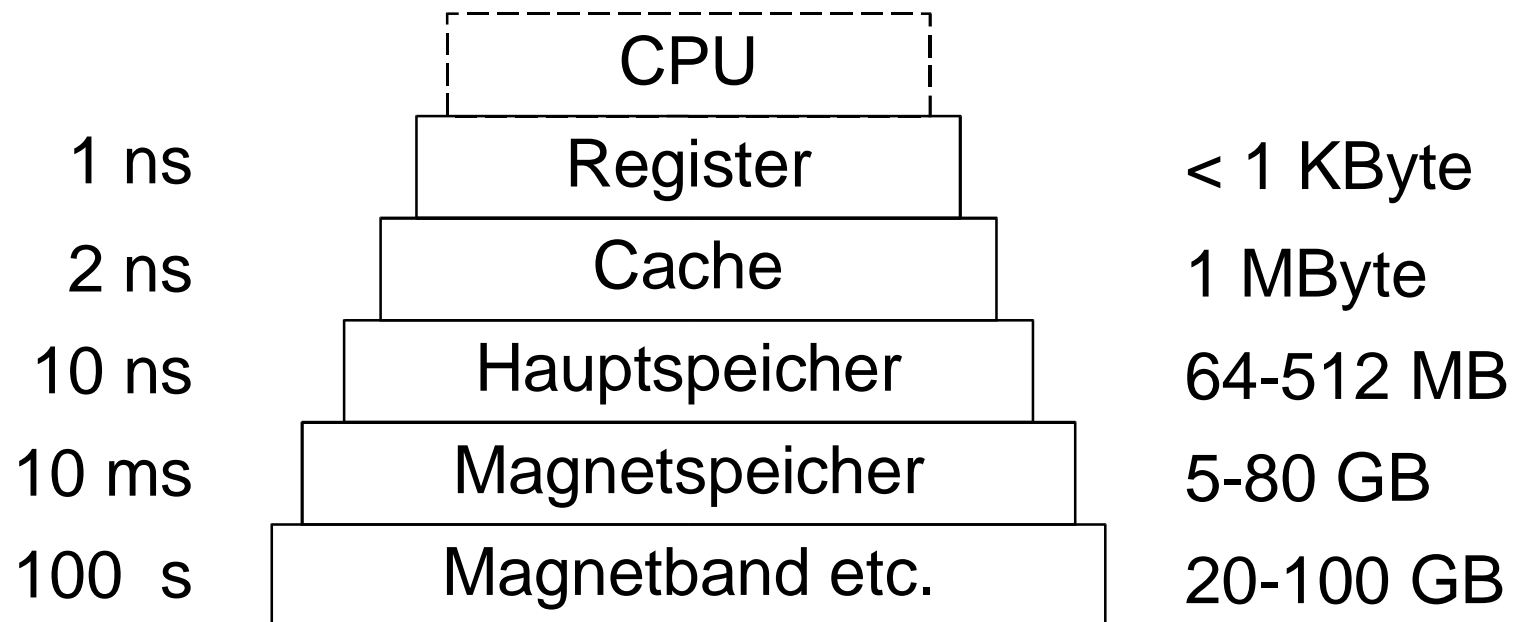 CPU
1 ns Register < 1 KByte
2 ns Cache 1 MByte
10 ns Hauptspeicher 64-512 MB
10 ms Magnetspeicher 5-80 GB
100 s Magnetband etc. 20-100 GB